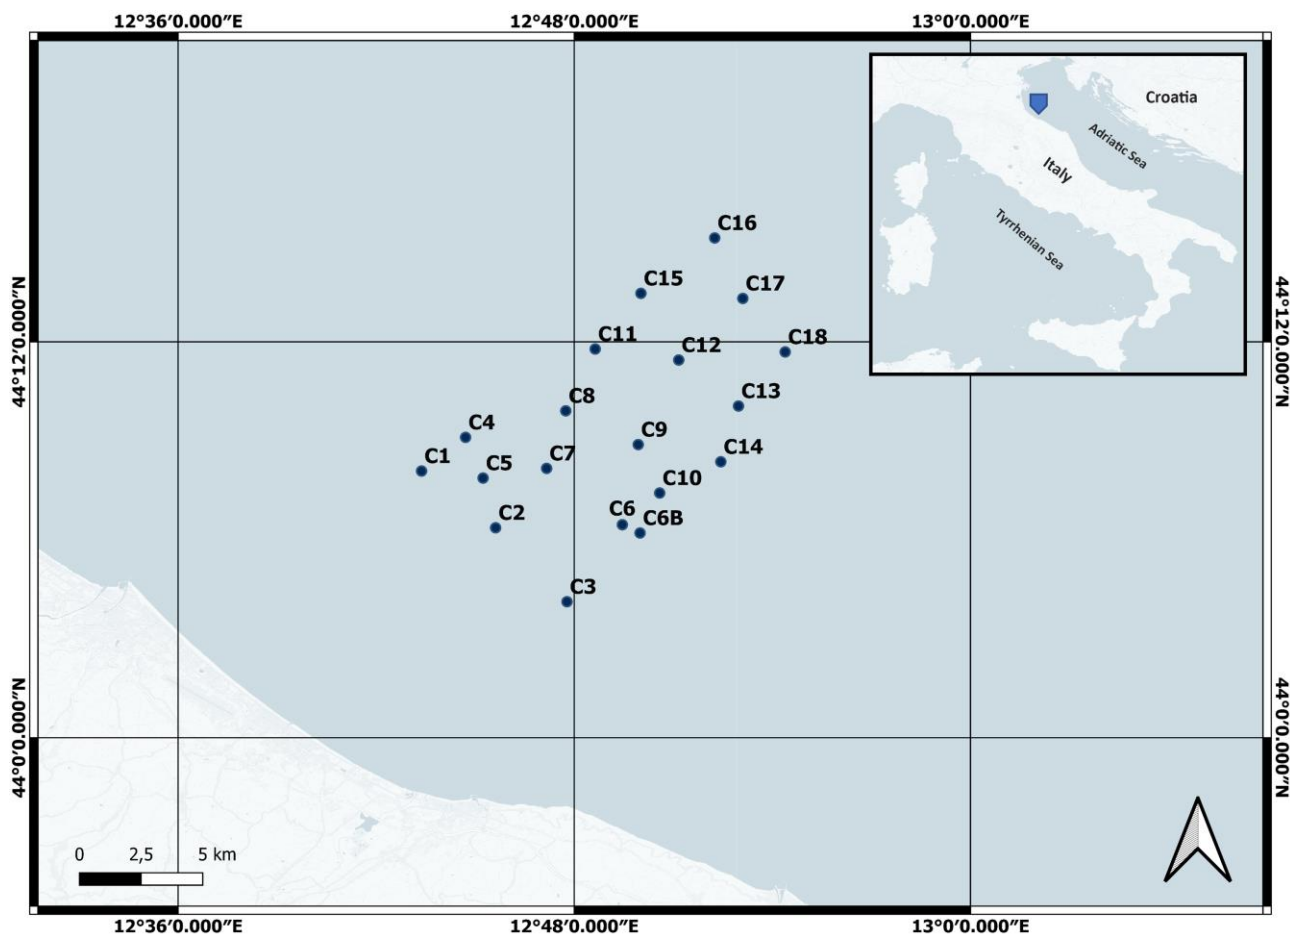 12°36′0.000″E 12°48′0.000″E 13°0′0.000″E
Croatia
Adriatic Sea
Italy
Tyrrhenian Sea
C16
C15
C17
44°12′0.000″N
44°12′0.000″N
C11
C12
C18
C8
C13
C4
C9
C1
C5
C7
C14
C10
C2
C6
C6B
C3
44°0′0.000″N
44°0′0.000″N
0 2,5 5 km
12°36′0.000″E 12°48′0.000″E 13°0′0.000″E